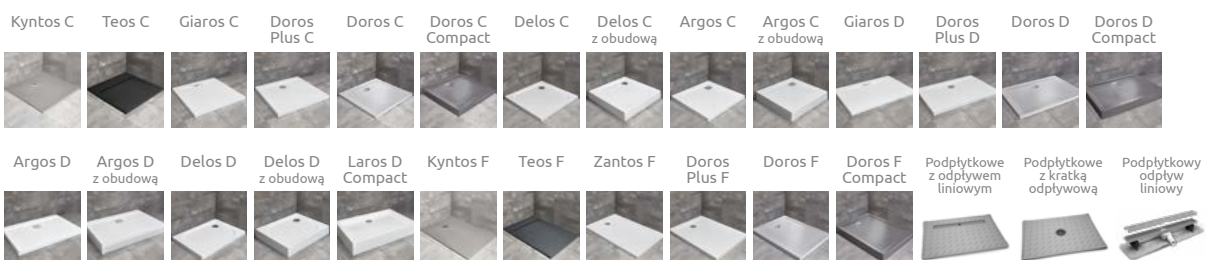 Kyntos C
Teos C
Giaros C
Doros
Plus C
Doros C
Doros C
Compact
Delos C
Delos C
z obudową
Argos C
Argos C
z obudową
Giaros D
Doros
Plus D
Doros D
Doros D
Compact
Argos D
Argos D
z obudową
Delos D
Delos D
z obudową
Laros D
Compact
Kyntos F
Teos F
Zantos F
Doros
Plus F
Doros F
Doros F
Compact
Podpłytkowe
z odpływem
liniowym
Podpłytkowe
z kratką
odpływową
Podpłytkowy
odpływ
liniowy